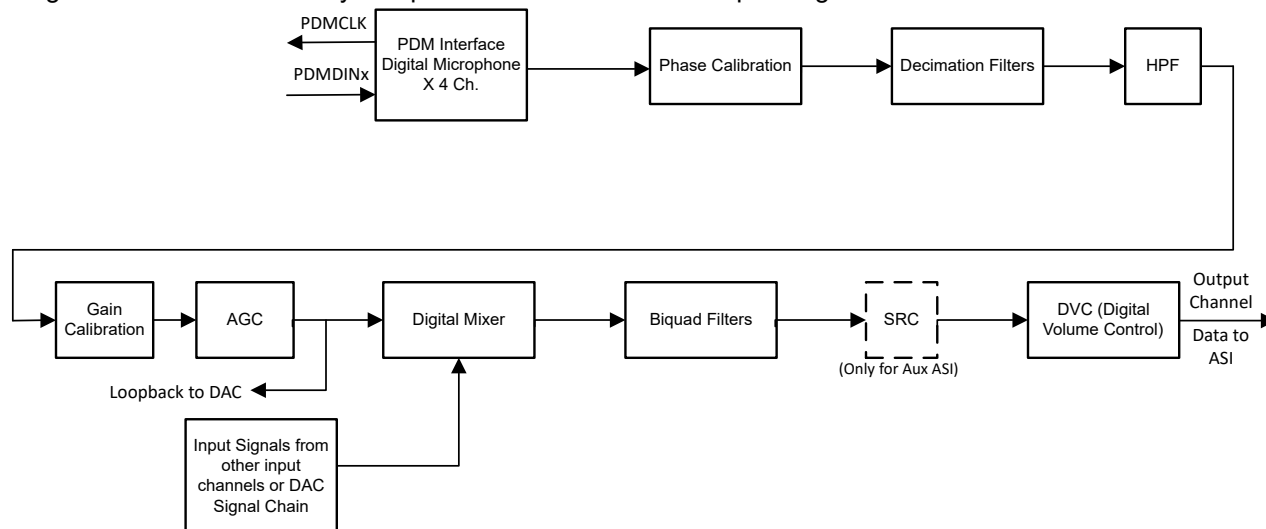 PDMCLK
PDMDINx
PDM Interface
Digital Microphone
X 4 Ch.
Phase Calibration
Decimation Filters
HPF
Gain
Calibration
AGC
Digital Mixer
Biquad Filters
SRC
(Only for Aux ASI)
DVC (Digital
Volume Control)
Output
Channel
Data to
ASI
Loopback to DAC
Input Signals from
other input
channels or DAC
Signal Chain